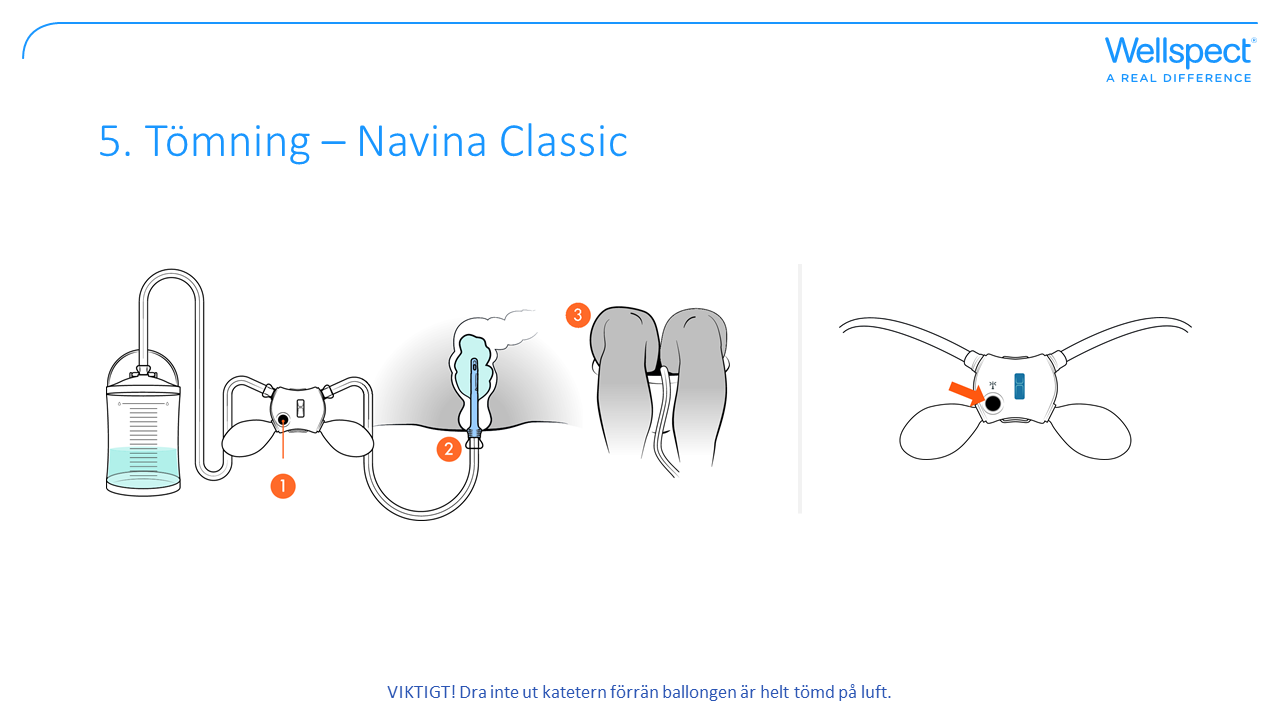 Wellspect®
A REAL DIFFERENCE
5. Tömning – Navina Classic
3
2
1
VIKTIGT! Dra inte ut katetern förrän ballongen är helt tömd på luft.